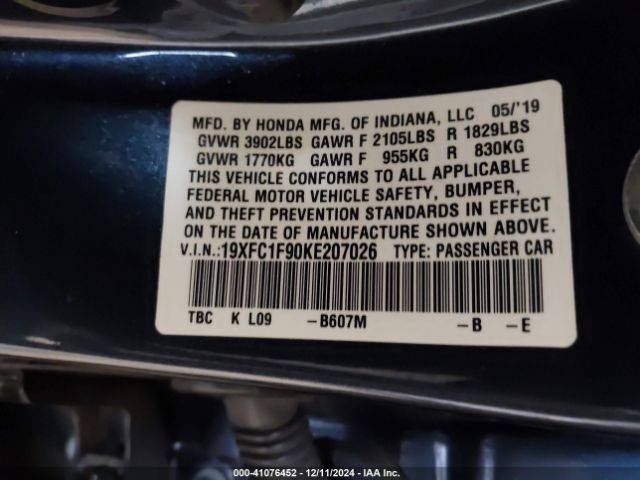 MFD. BY HONDA MFG. OF INDIANA, LLC 05/'19
GVWR 3902LBS GAWR F 2105LBS R 1829LBS
GVWR 1770KG GAWR F 955KG R 830KG
THIS VEHICLE CONFORMS TO ALL APPLICABLE
FEDERAL MOTOR VEHICLE SAFETY, BUMPER,
AND THEFT PREVENTION STANDARDS IN EFFECT
ON THE DATE OF MANUFACTURE SHOWN ABOVE.
V.I.N.:19XFC1F90KE207026 TYPE: PASSENGER CAR
TBC K L09 -B607M -B -E
000-41076452 - 12/11/2024 - IAA Inc.